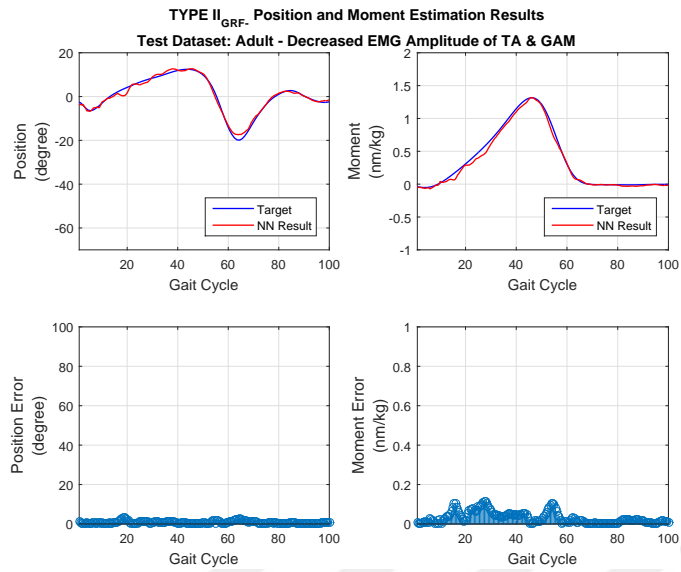 TYPE II_GRF- Position and Moment Estimation Results
Test Dataset: Adult - Decreased EMG Amplitude of TA & GAM
20
0
-20
-40
-60
Position
(degree)
Target
NN Result
20 40 60 80 100
Gait Cycle
2
1.5
1
0.5
0
-0.5
-1
Moment
(nm/kg)
Target
NN Result
20 40 60 80 100
Gait Cycle
100
80
60
40
20
0
Position Error
(degree)
20 40 60 80 100
Gait Cycle
1
0.8
0.6
0.4
0.2
0
Moment Error
(nm/kg)
20 40 60 80 100
Gait Cycle